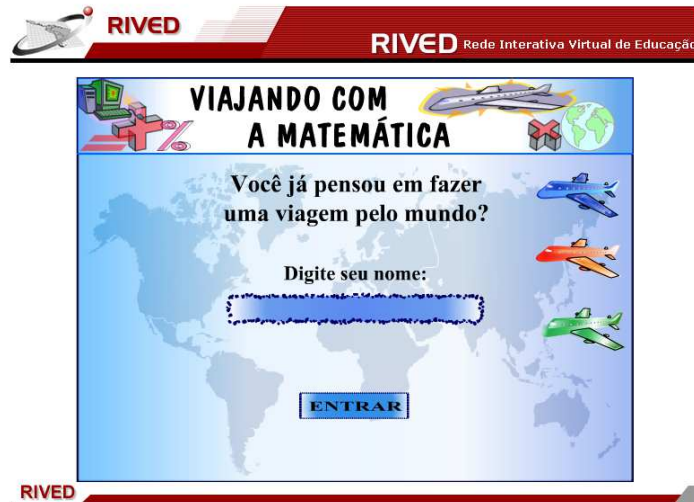 RIVED
RIVED Rede Interativa Virtual de Educação
VIAJANDO COM
A MATEMÁTICA
Você já pensou em fazer
uma viagem pelo mundo?
Digite seu nome:
ENTRAR
RIVED